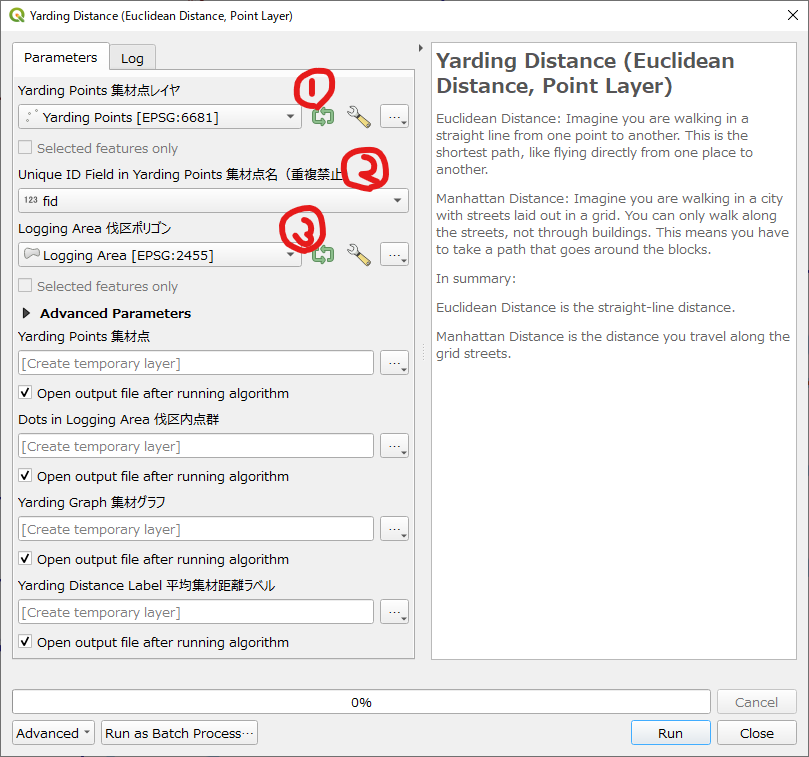 Yarding Distance (Euclidean Distance, Point Layer)
Parameters
Log
Yarding Points 集材点レイヤ
①
Yarding Points [EPSG:6681]
...
Selected features only
Unique ID Field in Yarding Points 集材点名（重複禁止
②
123 fid
Logging Area 伐区ポリゴン
③
Logging Area [EPSG:2455]
...
Selected features only
Advanced Parameters
Yarding Points 集材点
[Create temporary layer]
...
Open output file after running algorithm
Dots in Logging Area 伐区内点群
[Create temporary layer]
...
Open output file after running algorithm
Yarding Graph 集材グラフ
[Create temporary layer]
...
Open output file after running algorithm
Yarding Distance Label 平均集材距離ラベル
[Create temporary layer]
...
Open output file after running algorithm
Yarding Distance (Euclidean
Distance, Point Layer)
Euclidean Distance: Imagine you are walking in a
straight line from one point to another. This is the
shortest path, like flying directly from one place to
another.
Manhattan Distance: Imagine you are walking in a city
with streets laid out in a grid. You can only walk along
the streets, not through buildings. This means you have
to take a path that goes around the blocks.
In summary:
Euclidean Distance is the straight-line distance.
Manhattan Distance is the distance you travel along the
grid streets.
0%
Cancel
Advanced
Run as Batch Process...
Run
Close